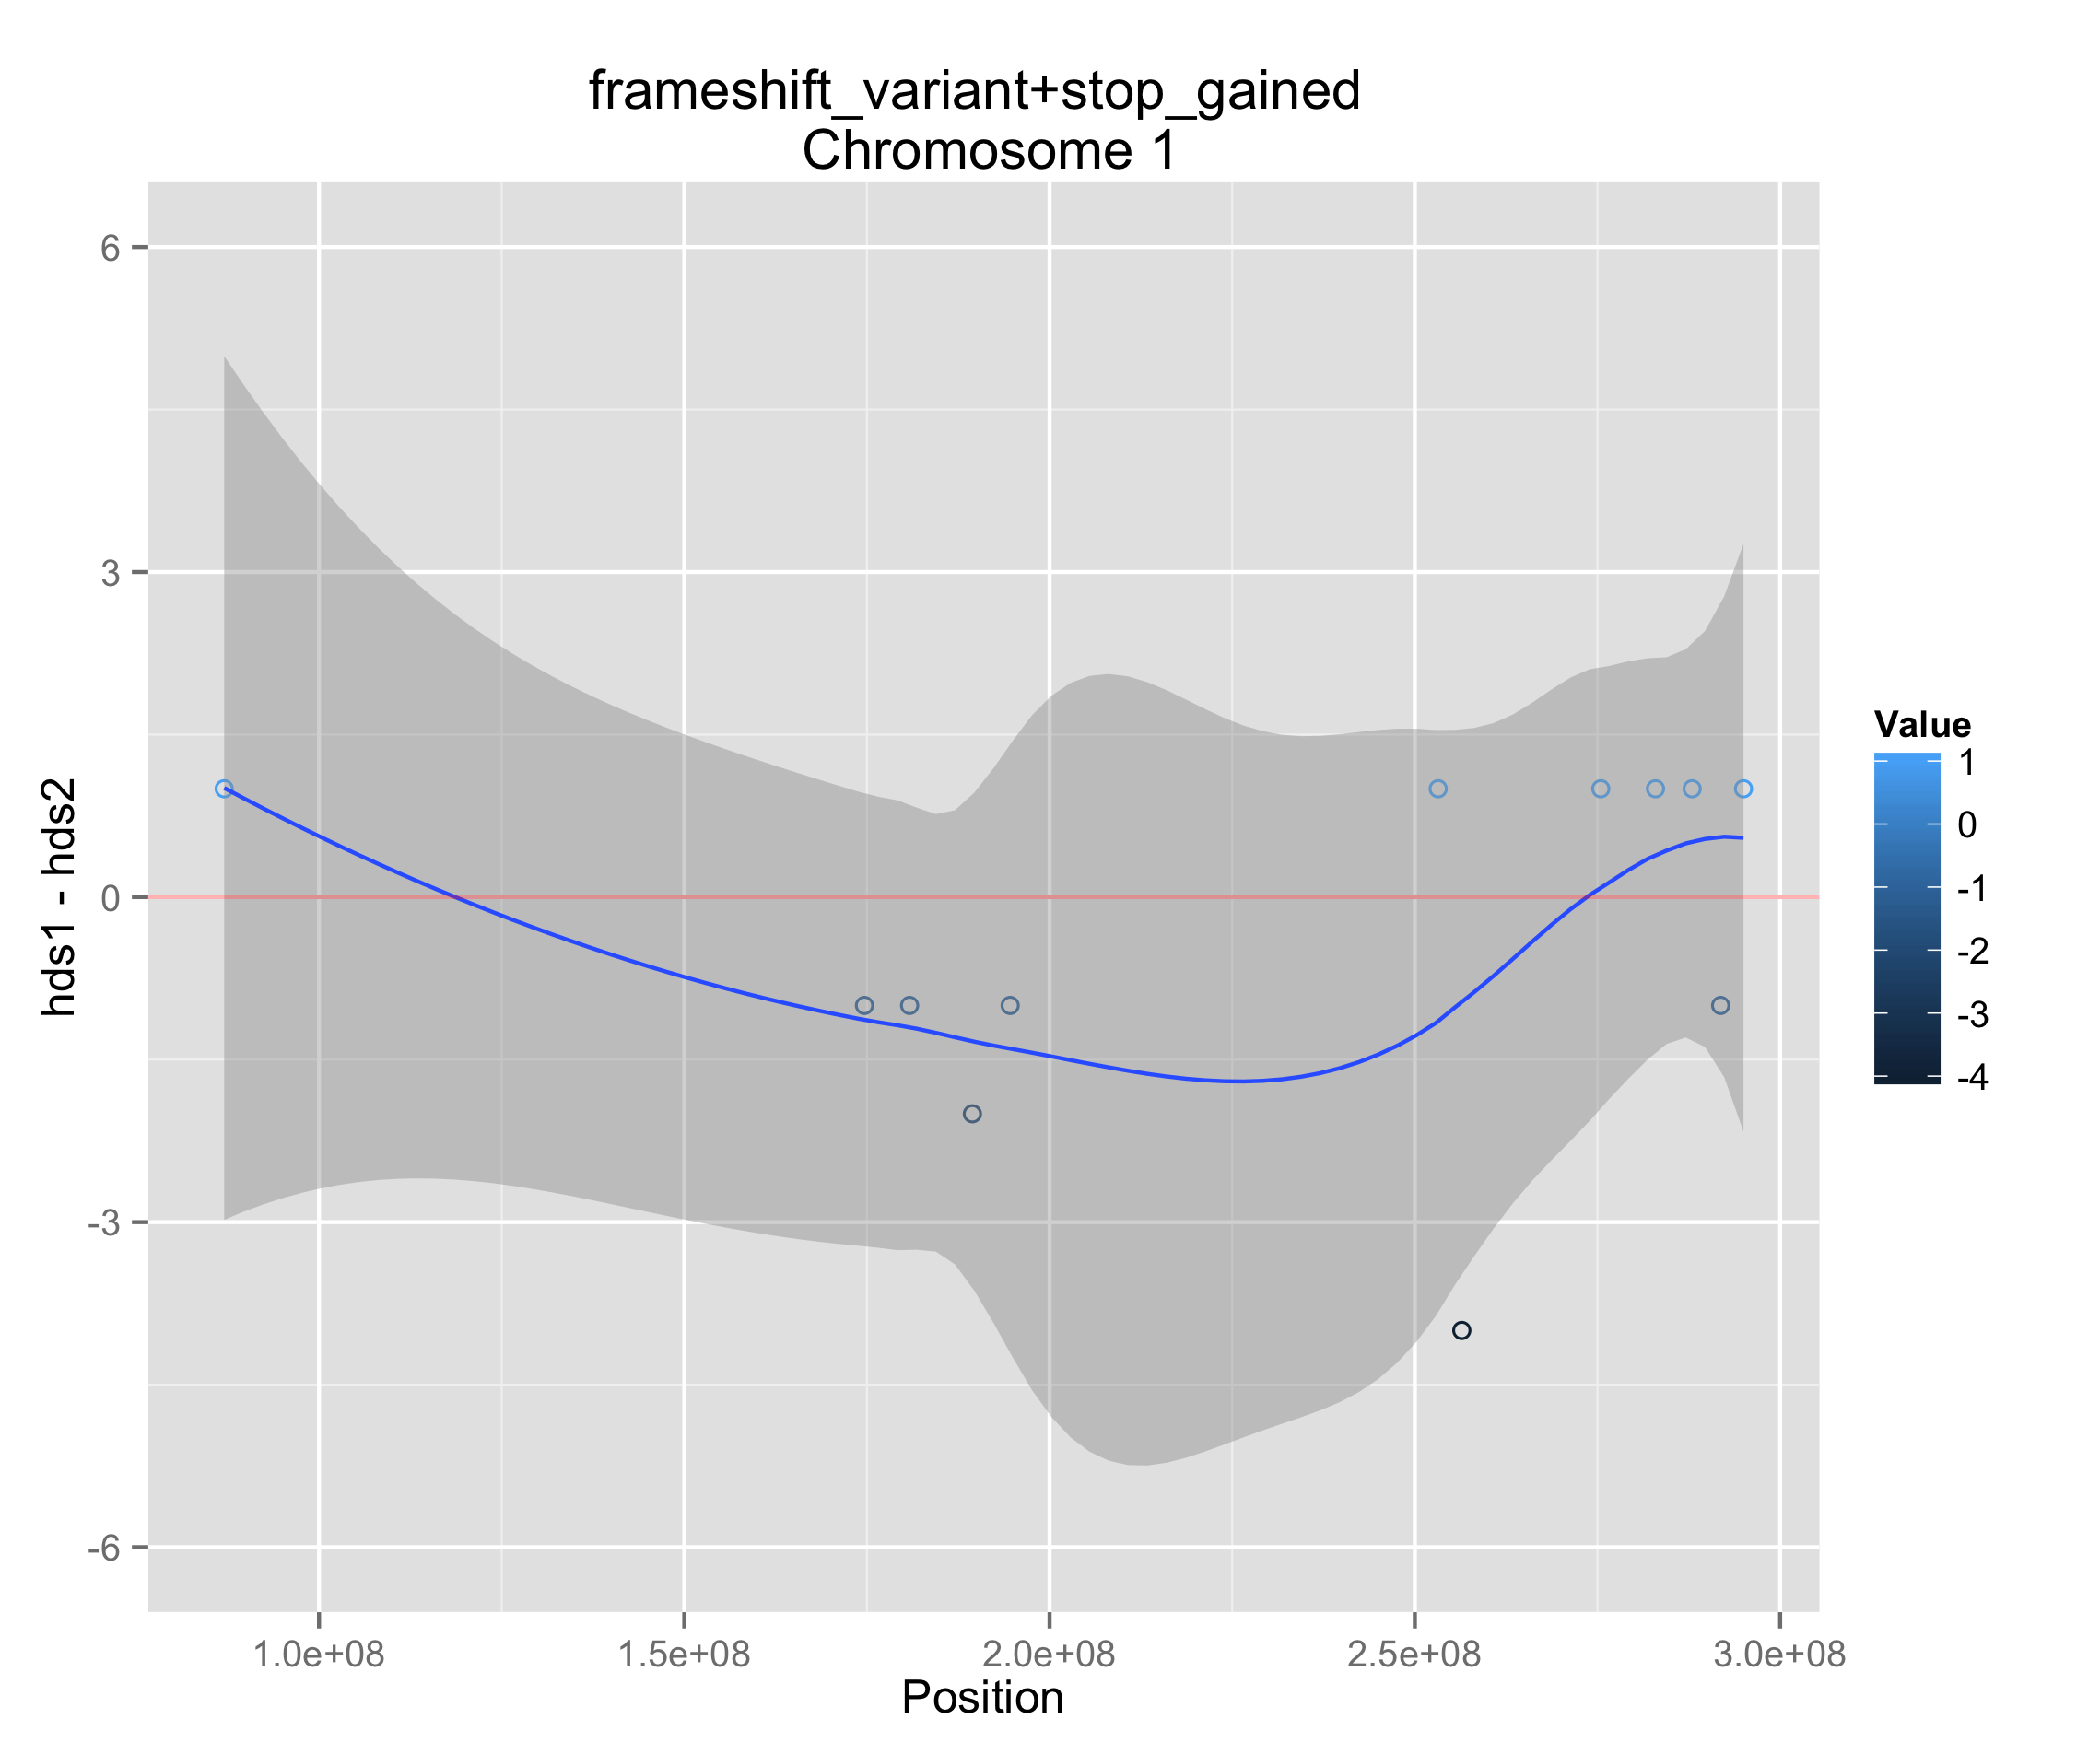 frameshift_variant+stop_gained
Chromosome 1
6
3
0
-3
-6
hds1 - hds2
1.0e+08
1.5e+08
2.0e+08
2.5e+08
3.0e+08
Position
Value
1
0
-1
-2
-3
-4